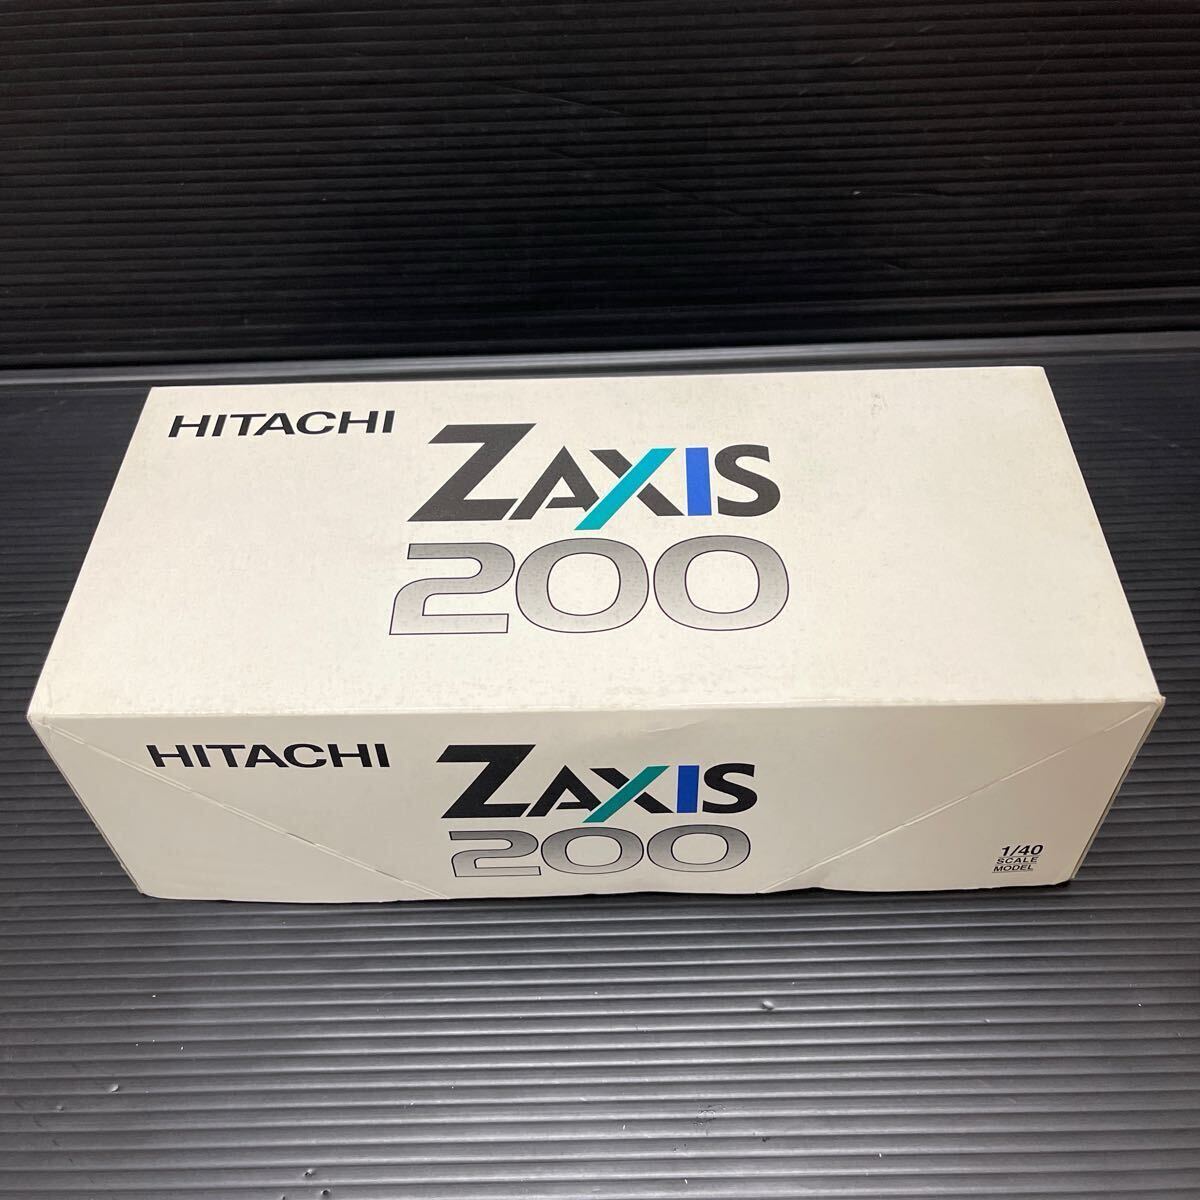 HITACHI
ZAXIS
200
HITACHI
ZAXIS
200
1/40
SCALE
MODEL